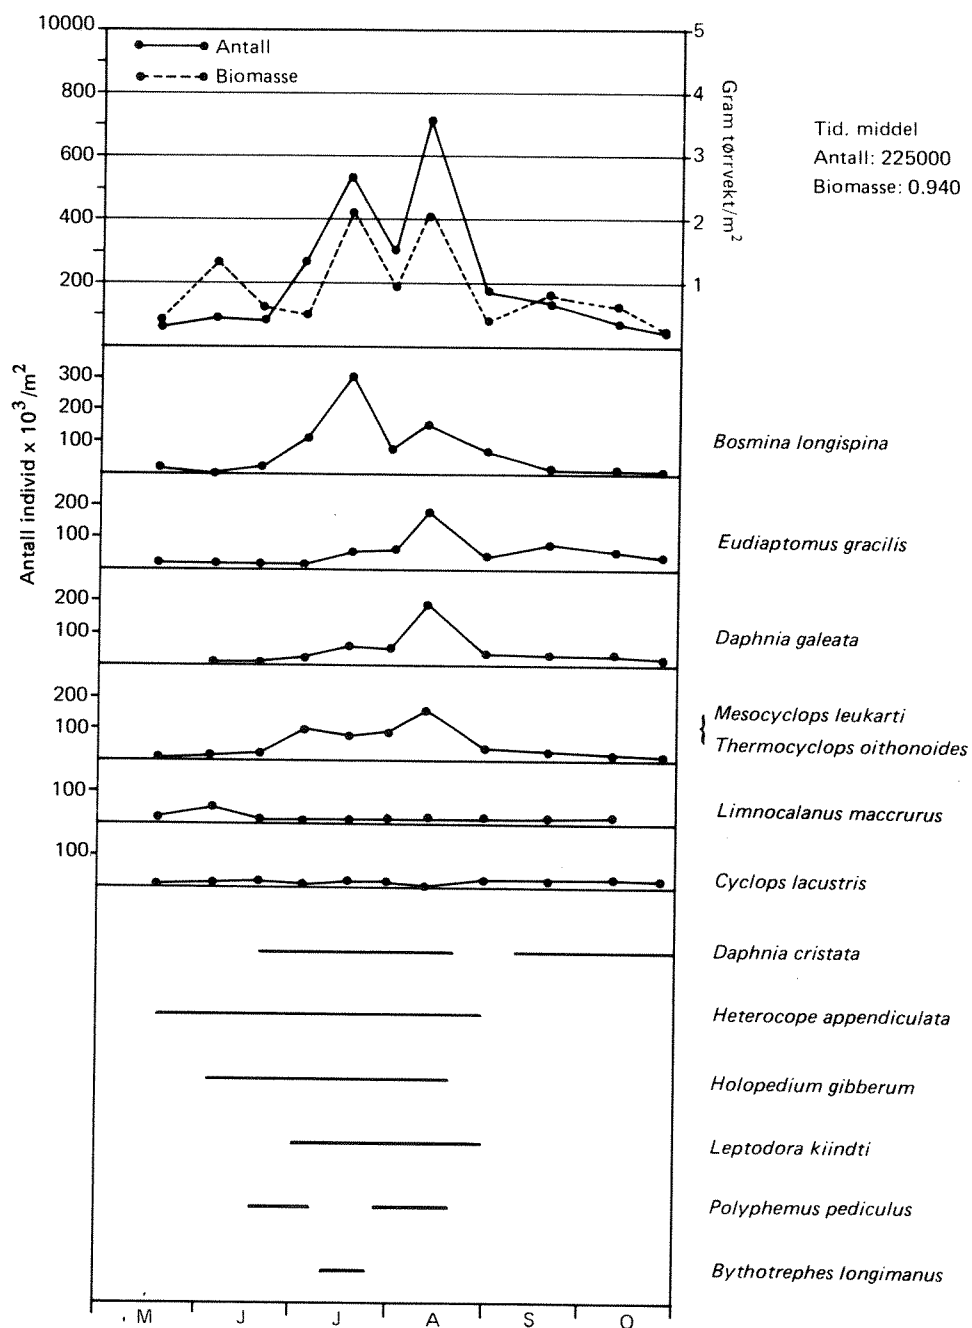 10000
800
600
400
200
Antall
Biomasse
5
4
3
2
1
Gram tørrvekt/m²
Tid. middel
Antall: 225000
Biomasse: 0.940
Antall individ x 10³/m²
300
200
100
Bosmina longispina
200
100
Eudiaptomus gracilis
200
100
Daphnia galeata
200
100
{ Mesocyclops leukarti
Thermocyclops oithonoides
100
Limnocalanus maccrurus
100
Cyclops lacustris
Daphnia cristata
Heterocope appendiculata
Holopedium gibberum
Leptodora kiindti
Polyphemus pediculus
Bythotrephes longimanus
M J J A S O